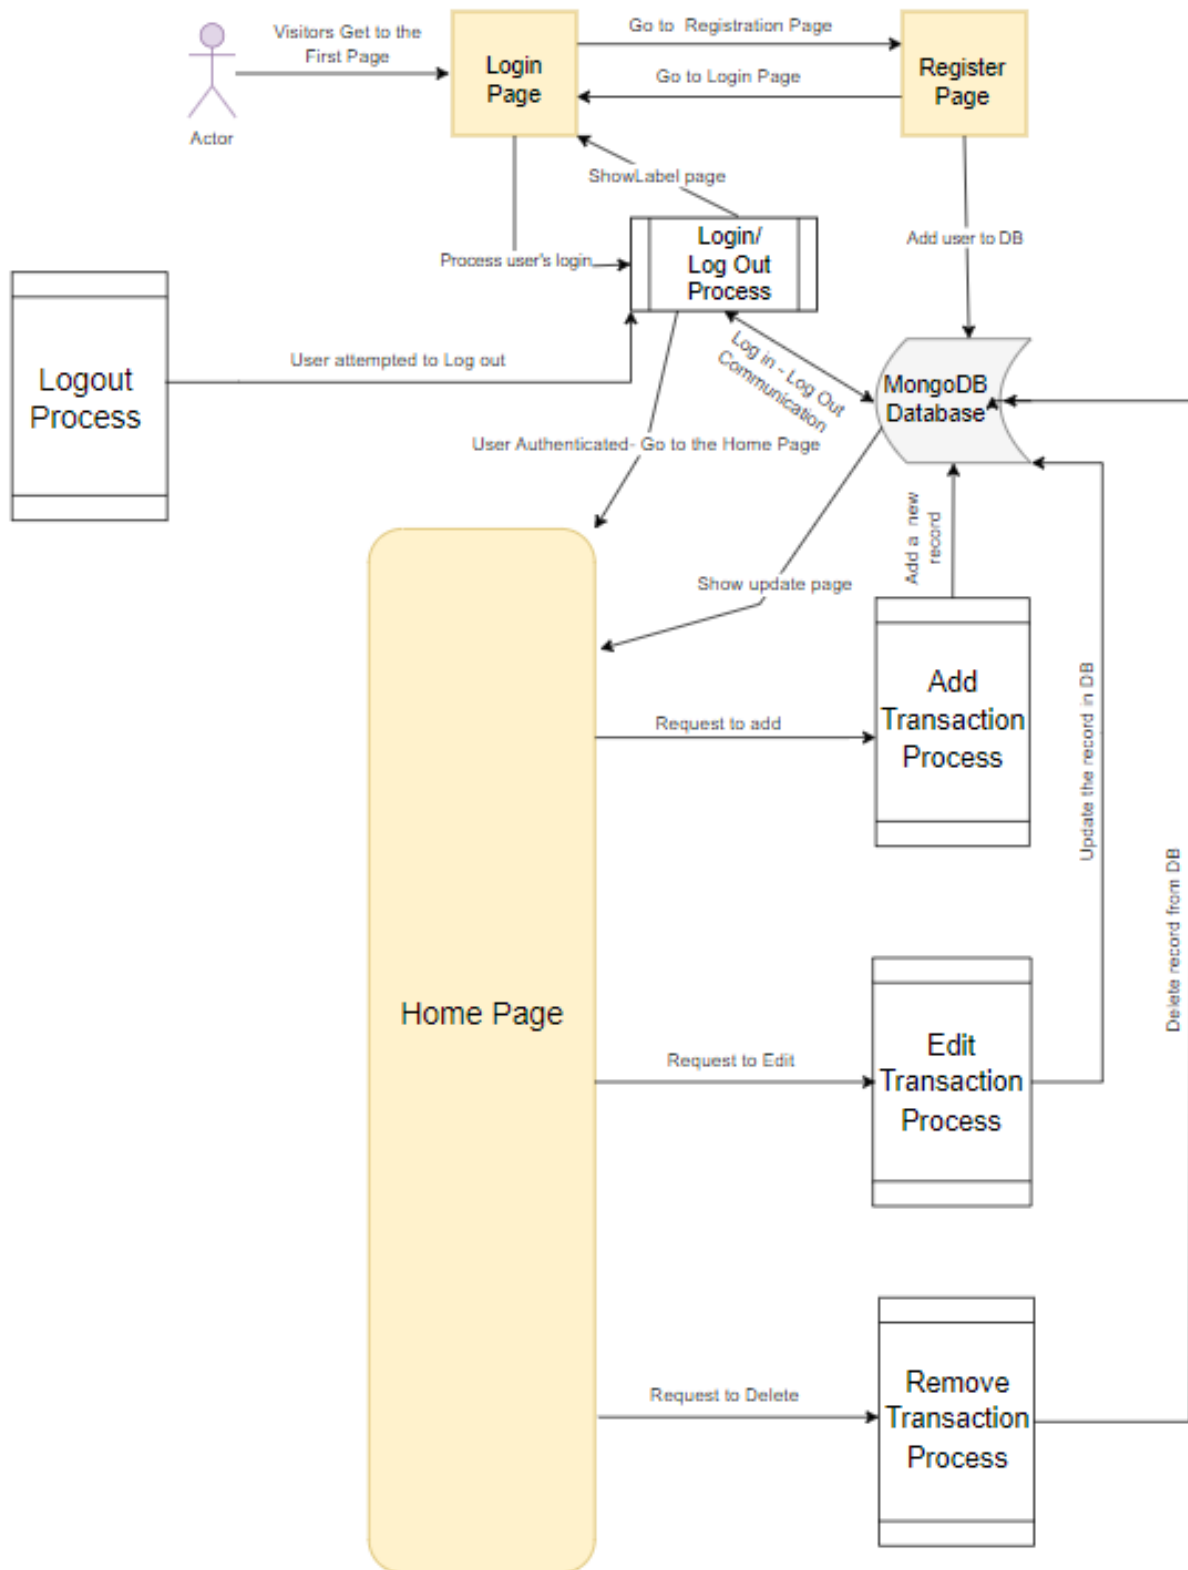 Visitors Get to the
First Page
Actor
Login
Page
Go to  Registration Page
Go to Login Page
Register
Page
ShowLabel page
Process user's login
Login/
Log Out
Process
Add user to DB
Logout
Process
User attempted to Log out
Log in - Log Out
Communication
MongoDB
Database
User Authenticated- Go to the Home Page
Show update page
Add a  new
record
Home Page
Request to add
Add
Transaction
Process
Update the record in DB
Request to Edit
Edit
Transaction
Process
Delete record from DB
Request to Delete
Remove
Transaction
Process